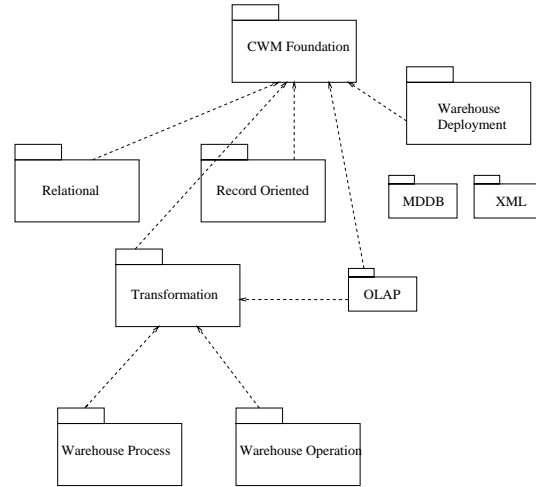 CWM Foundation
Warehouse
Deployment
Relational
Record Oriented
MDDB
XML
Transformation
OLAP
Warehouse Process
Warehouse Operation